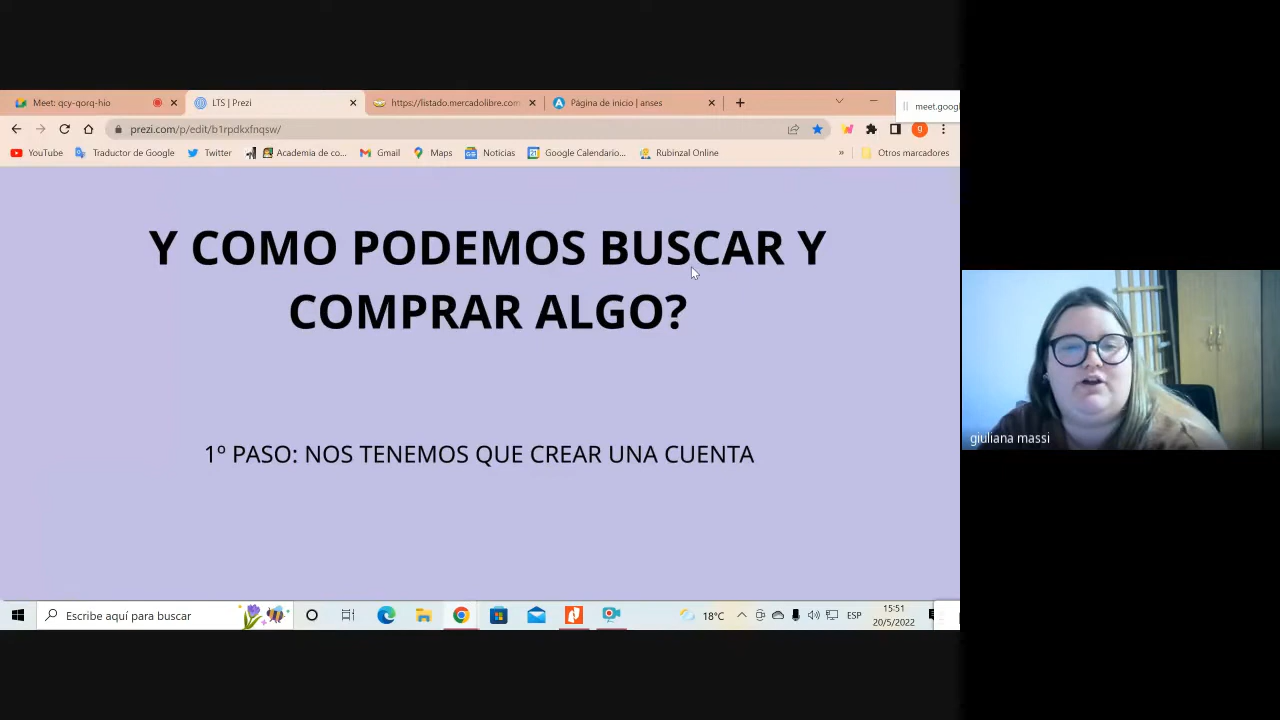 Meet: qcy-qorq-hio
LTS | Prezi
https://listado.mercadolibre.com
Página de inicio | anses
meet.goog
prezi.com/p/edit/b1rpdkxfnqsw/
g
YouTube
Traductor de Google
Twitter
Academia de co...
Gmail
Maps
Noticias
Google Calendario...
Rubinzal Online
»
Otros marcadores
Y COMO PODEMOS BUSCAR Y
COMPRAR ALGO?
1º PASO: NOS TENEMOS QUE CREAR UNA CUENTA
giuliana massi
Escribe aquí para buscar
18°C
ESP
15:51
20/5/2022